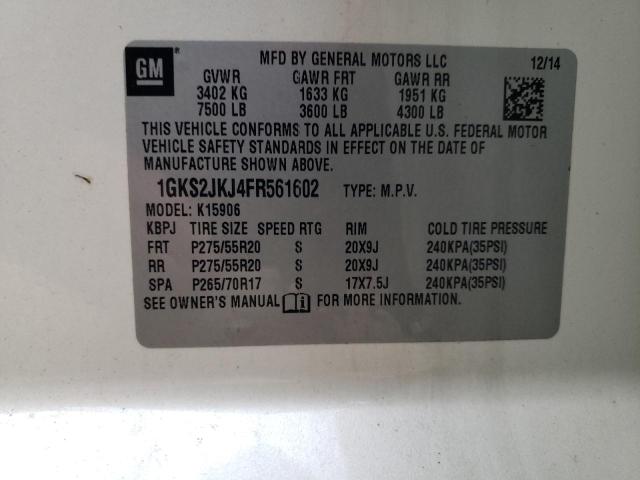 GM ®
MFD BY GENERAL MOTORS LLC 12/14
GVWR GAWR FRT GAWR RR
3402 KG 1633 KG 1951 KG
7500 LB 3600 LB 4300 LB
THIS VEHICLE CONFORMS TO ALL APPLICABLE U.S. FEDERAL MOTOR
VEHICLE SAFETY STANDARDS IN EFFECT ON THE DATE OF
MANUFACTURE SHOWN ABOVE.
1GKS2JKJ4FR561602 TYPE: M.P.V.
MODEL: K15906
KBPJ TIRE SIZE SPEED RTG RIM COLD TIRE PRESSURE
FRT P275/55R20 S 20X9J 240KPA(35PSI)
RR P275/55R20 S 20X9J 240KPA(35PSI)
SPA P265/70R17 S 17X7.5J 240KPA(35PSI)
SEE OWNER'S MANUAL i FOR MORE INFORMATION.